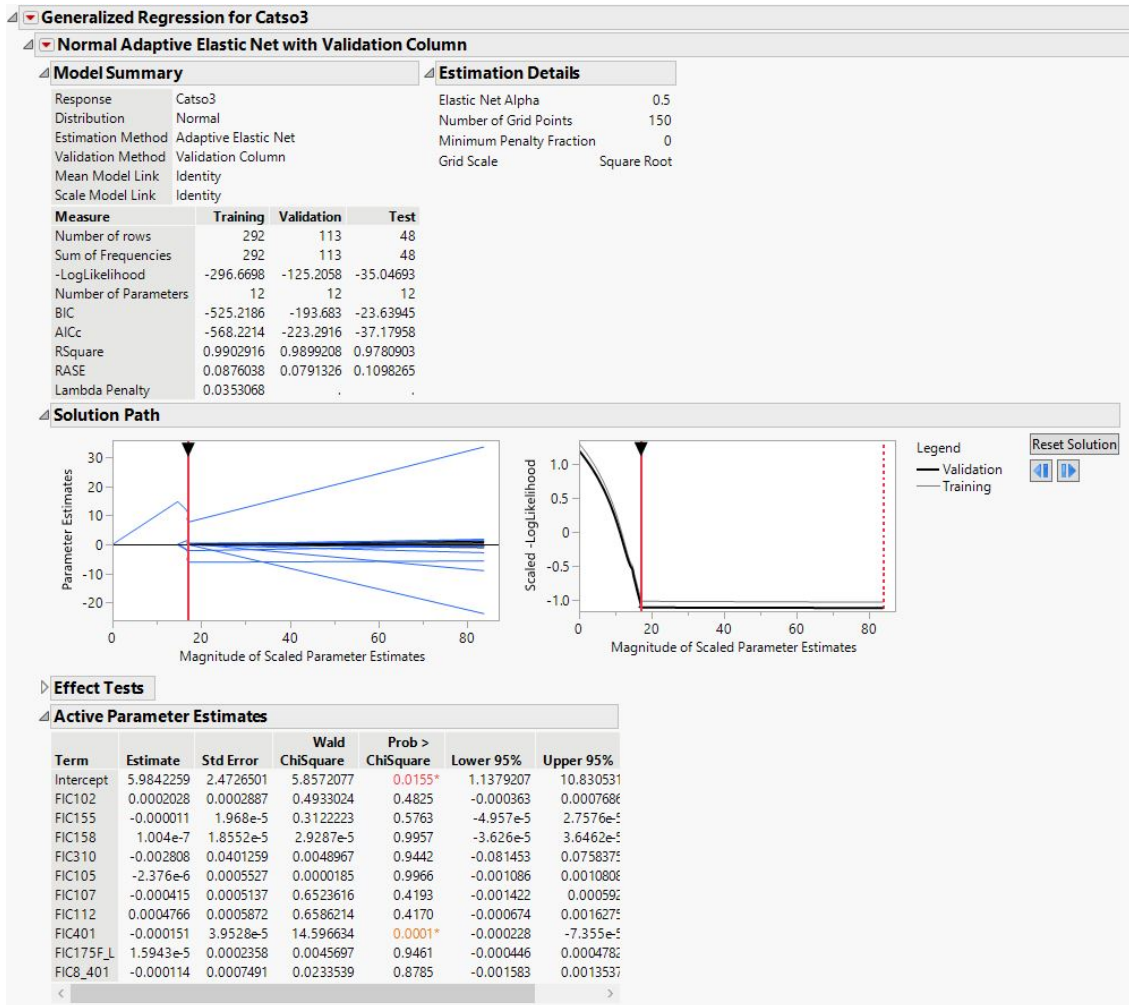 Generalized Regression for Catso3
Normal Adaptive Elastic Net with Validation Column
Model Summary
Response Catso3
Distribution Normal
Estimation Method Adaptive Elastic Net
Validation Method Validation Column
Mean Model Link Identity
Scale Model Link Identity
Measure Training Validation Test
Number of rows 292 113 48
Sum of Frequencies 292 113 48
-LogLikelihood -296.6698 -125.2058 -35.04693
Number of Parameters 12 12 12
BIC -525.2186 -193.683 -23.63945
AICc -568.2214 -223.2916 -37.17958
RSquare 0.9902916 0.9899208 0.9780903
RASE 0.0876038 0.0791326 0.1098265
Lambda Penalty 0.0353068 . .
Estimation Details
Elastic Net Alpha 0.5
Number of Grid Points 150
Minimum Penalty Fraction 0
Grid Scale Square Root
Solution Path
Parameter Estimates
30
20
10
0
-10
-20
0 20 40 60 80
Magnitude of Scaled Parameter Estimates
Scaled -LogLikelihood
1.0
0.5
0
-0.5
-1.0
0 20 40 60 80
Magnitude of Scaled Parameter Estimates
Legend
Validation
Training
Reset Solution
Effect Tests
Active Parameter Estimates
Wald Prob >
Term Estimate Std Error ChiSquare ChiSquare Lower 95% Upper 95%
Intercept 5.9842259 2.4726501 5.8572077 0.0155* 1.1379207 10.830531
FIC102 0.0002028 0.0002887 0.4933024 0.4825 -0.000363 0.0007686
FIC155 -0.000011 1.968e-5 0.3122223 0.5763 -4.957e-5 2.7576e-5
FIC158 1.004e-7 1.8552e-5 2.9287e-5 0.9957 -3.626e-5 3.6462e-5
FIC310 -0.002808 0.0401259 0.0048967 0.9442 -0.081453 0.0758375
FIC105 -2.376e-6 0.0005527 0.0000185 0.9966 -0.001086 0.0010808
FIC107 -0.000415 0.0005137 0.6523616 0.4193 -0.001422 0.000592
FIC112 0.0004766 0.0005872 0.6586214 0.4170 -0.000674 0.0016275
FIC401 -0.000151 3.9528e-5 14.596634 0.0001* -0.000228 -7.355e-5
FIC175F_L 1.5943e-5 0.0002358 0.0045697 0.9461 -0.000446 0.0004782
FIC8_401 -0.000114 0.0007491 0.0233539 0.8785 -0.001583 0.0013537